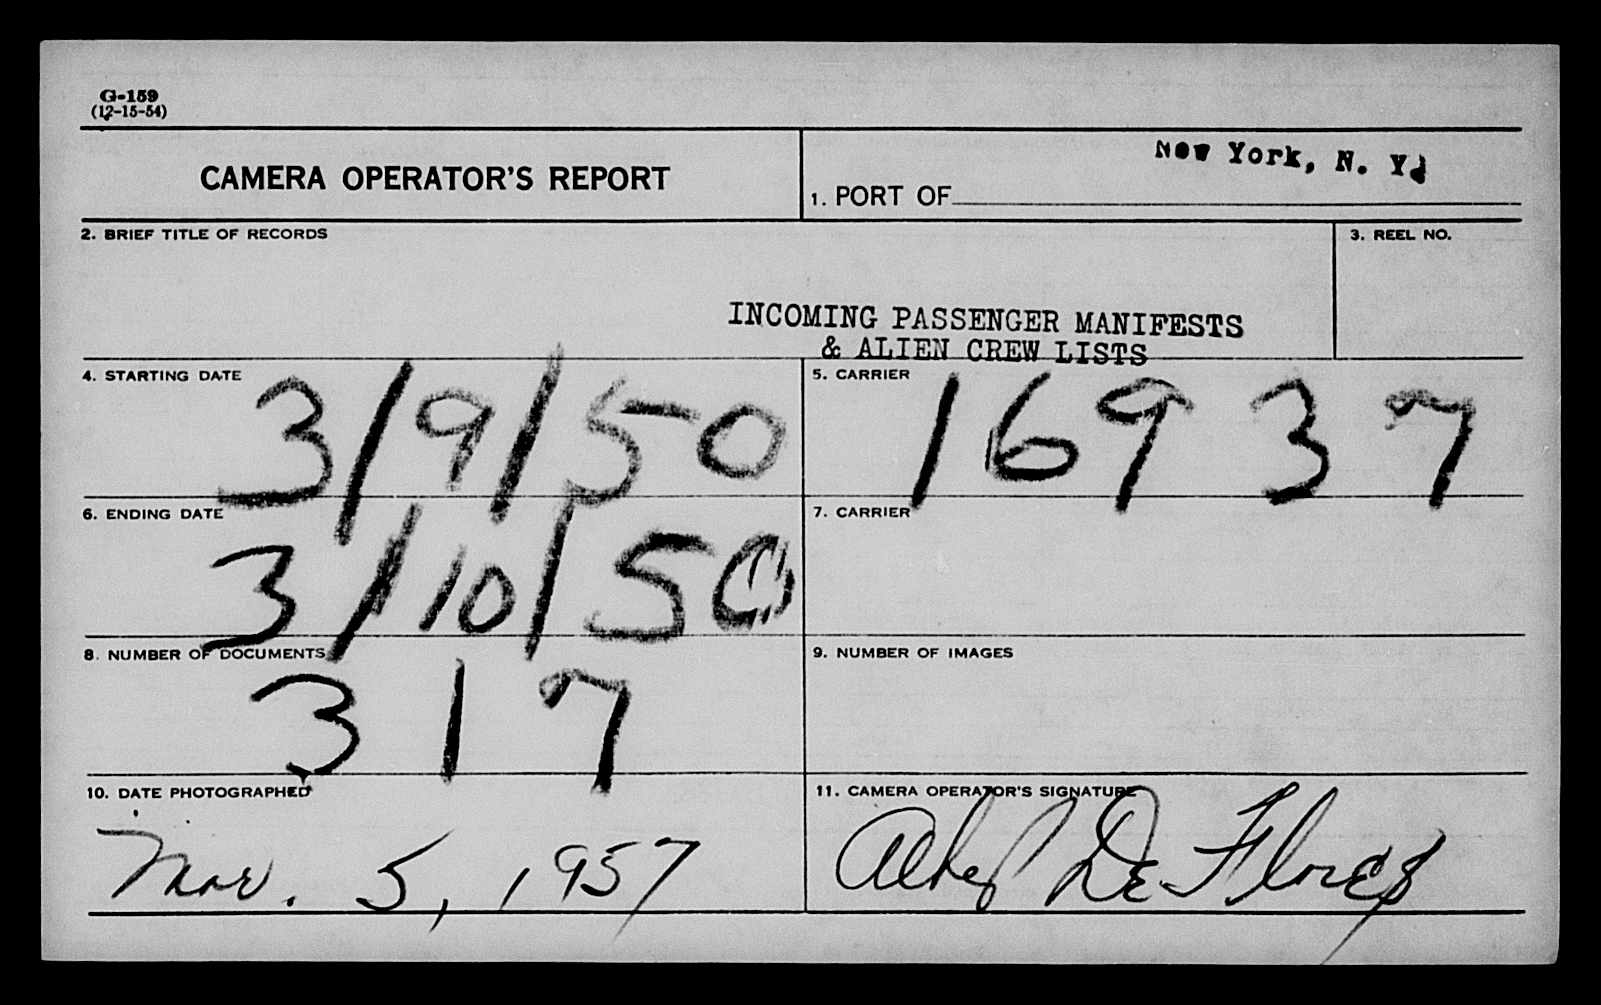 G-159
(12-15-54)
CAMERA OPERATOR'S REPORT
New York, N. Y.
1. PORT OF
2. BRIEF TITLE OF RECORDS
3. REEL NO.
INCOMING PASSENGER MANIFESTS
& ALIEN CREW LISTS
4. STARTING DATE
3/9/50
5. CARRIER
16937
6. ENDING DATE
3/10/50
7. CARRIER
8. NUMBER OF DOCUMENTS
317
9. NUMBER OF IMAGES
10. DATE PHOTOGRAPHED
Mar. 5, 1957
11. CAMERA OPERATOR'S SIGNATURE
De Flores